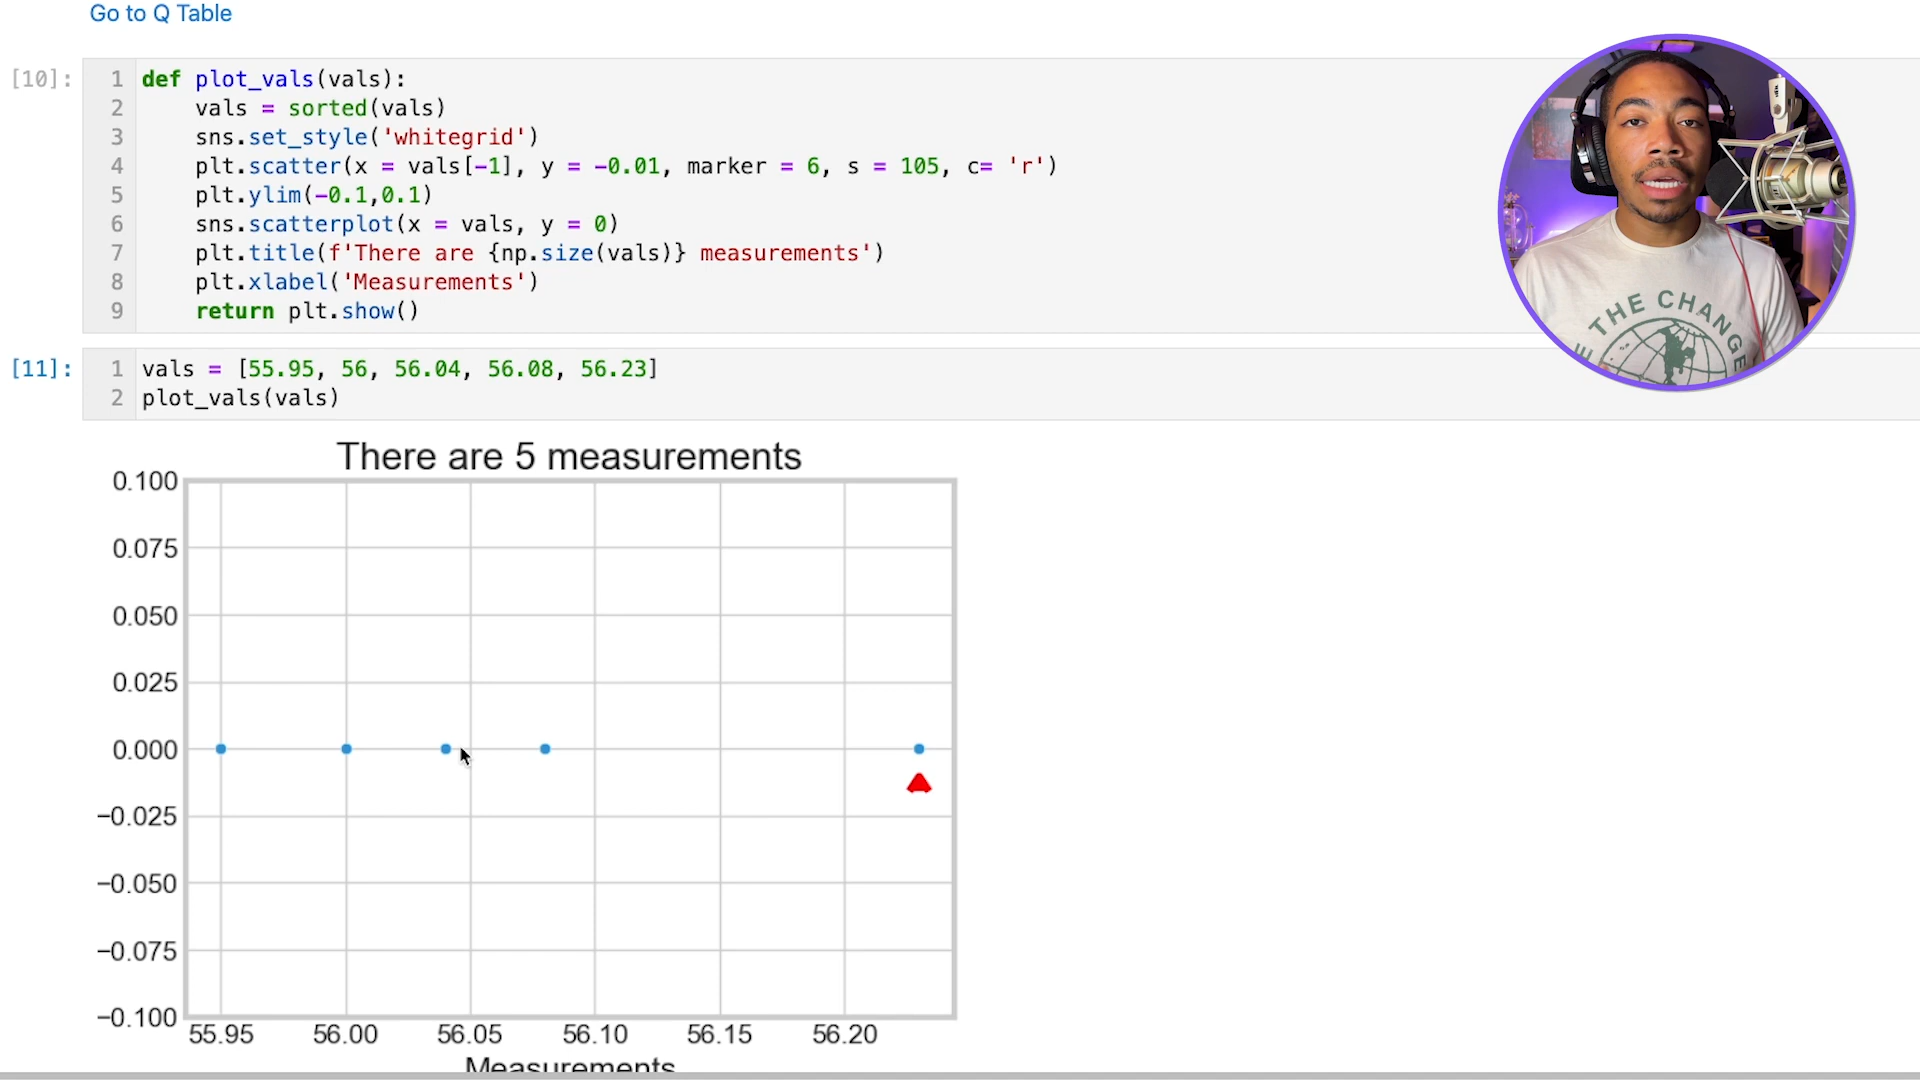 Go to Q Table
[10]:
1 def plot_vals(vals):
2     vals = sorted(vals)
3     sns.set_style('whitegrid')
4     plt.scatter(x = vals[-1], y = -0.01, marker = 6, s = 105, c= 'r')
5     plt.ylim(-0.1,0.1)
6     sns.scatterplot(x = vals, y = 0)
7     plt.title(f'There are {np.size(vals)} measurements')
8     plt.xlabel('Measurements')
9     return plt.show()
[11]:
1 vals = [55.95, 56, 56.04, 56.08, 56.23]
2 plot_vals(vals)
There are 5 measurements
0.100
0.075
0.050
0.025
0.000
−0.025
−0.050
−0.075
−0.100
55.95 56.00 56.05 56.10 56.15 56.20
Measurements
THE CHANGE